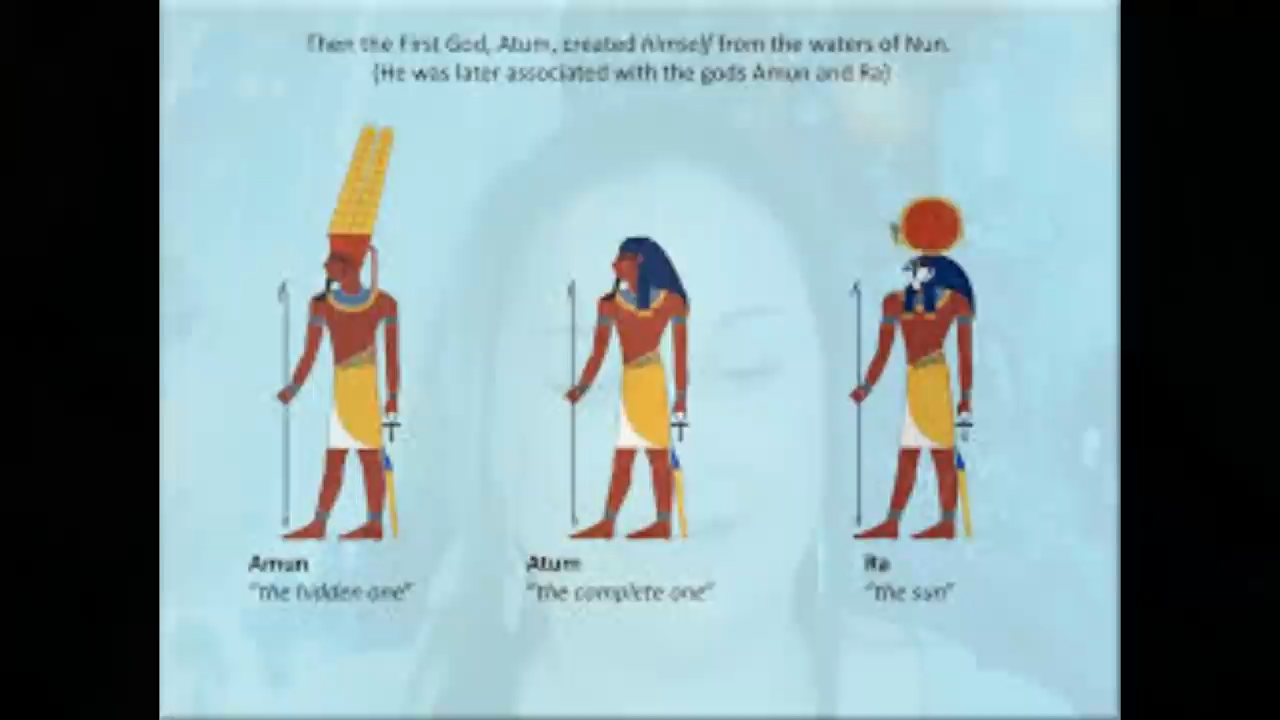 Then the First God, Atum, created himself from the waters of Nun.
(He was later associated with the gods Amun and Ra)
Amun
"the hidden one"
Atum
"the complete one"
Ra
"the sun"